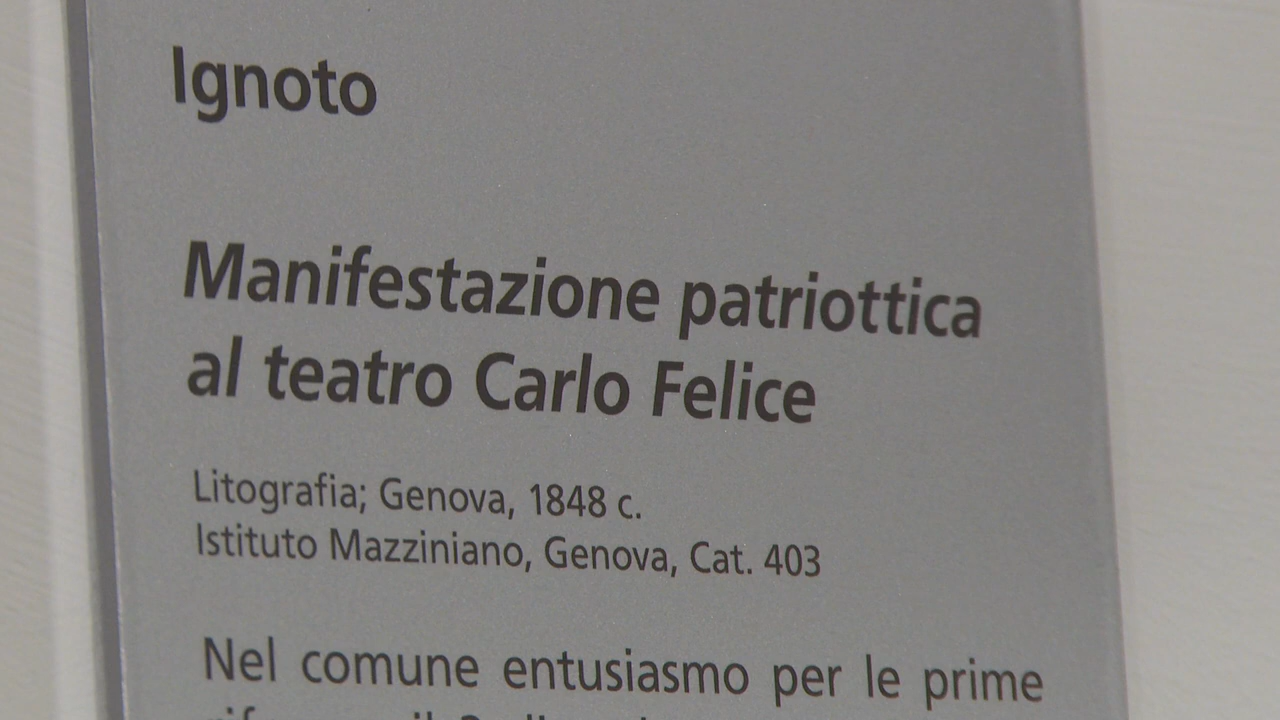 Ignoto
Manifestazione patriottica
al teatro Carlo Felice
Litografia; Genova, 1848 c.
Istituto Mazziniano, Genova, Cat. 403
Nel comune entusiasmo per le prime